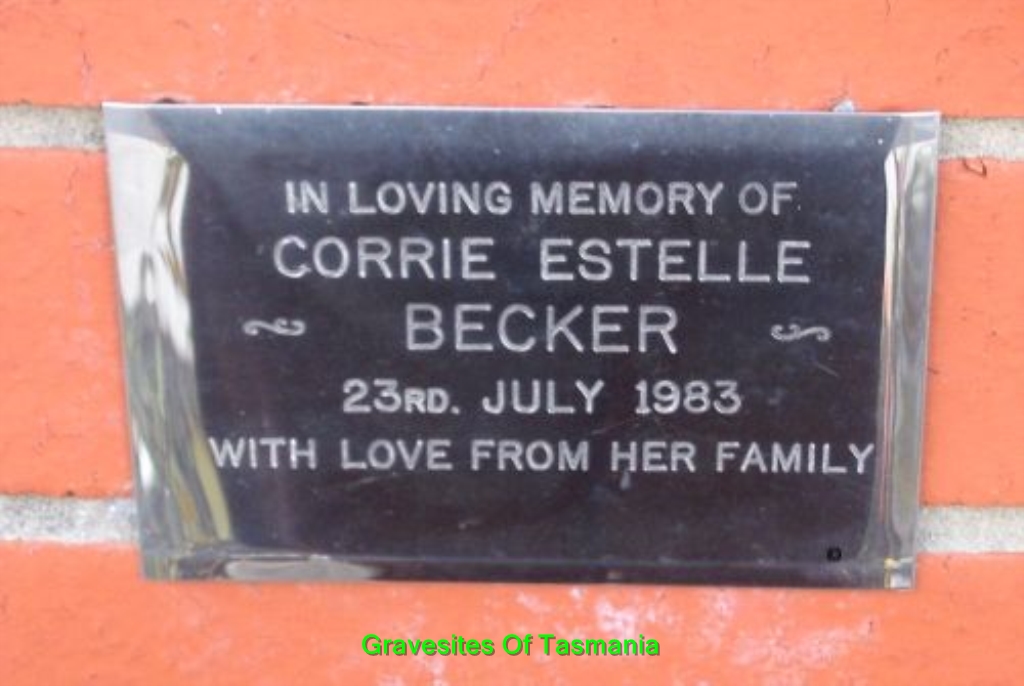 IN LOVING MEMORY OF
CORRIE ESTELLE
BECKER
23RD. JULY 1983
WITH LOVE FROM HER FAMILY
©
Gravesites Of Tasmania